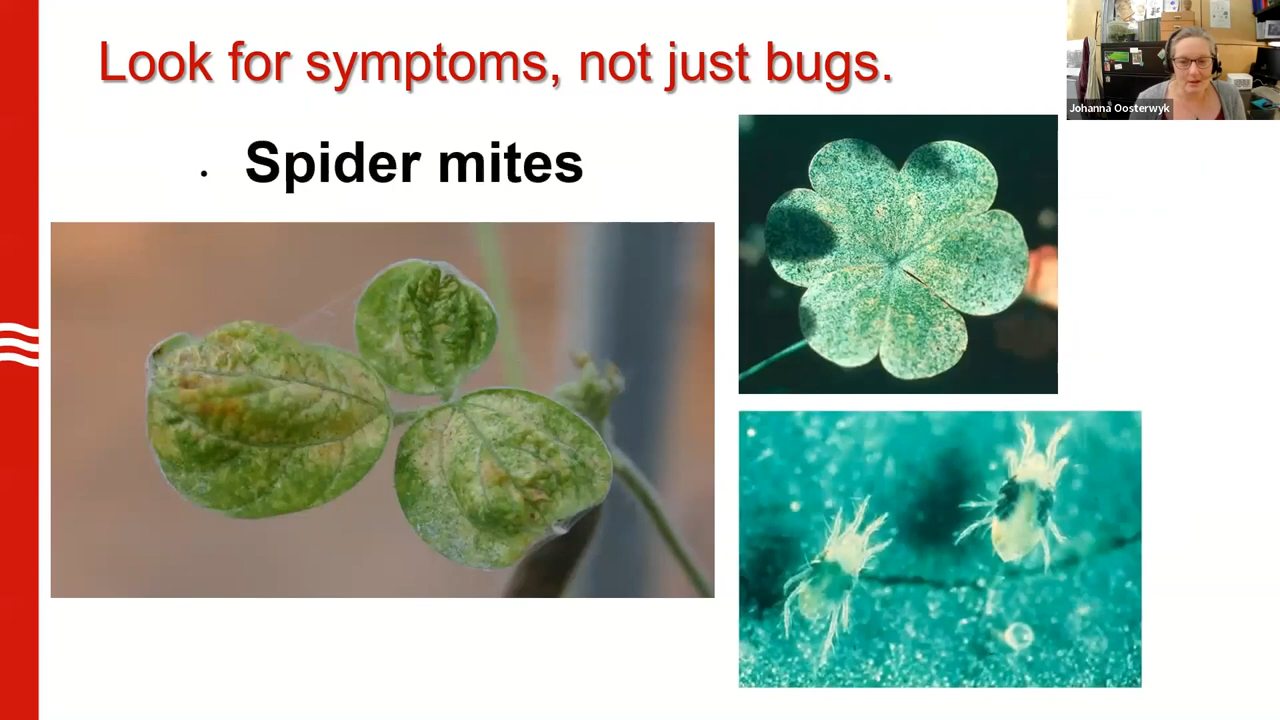 Look for symptoms, not just bugs.
Johanna Oosterwyk
• Spider mites